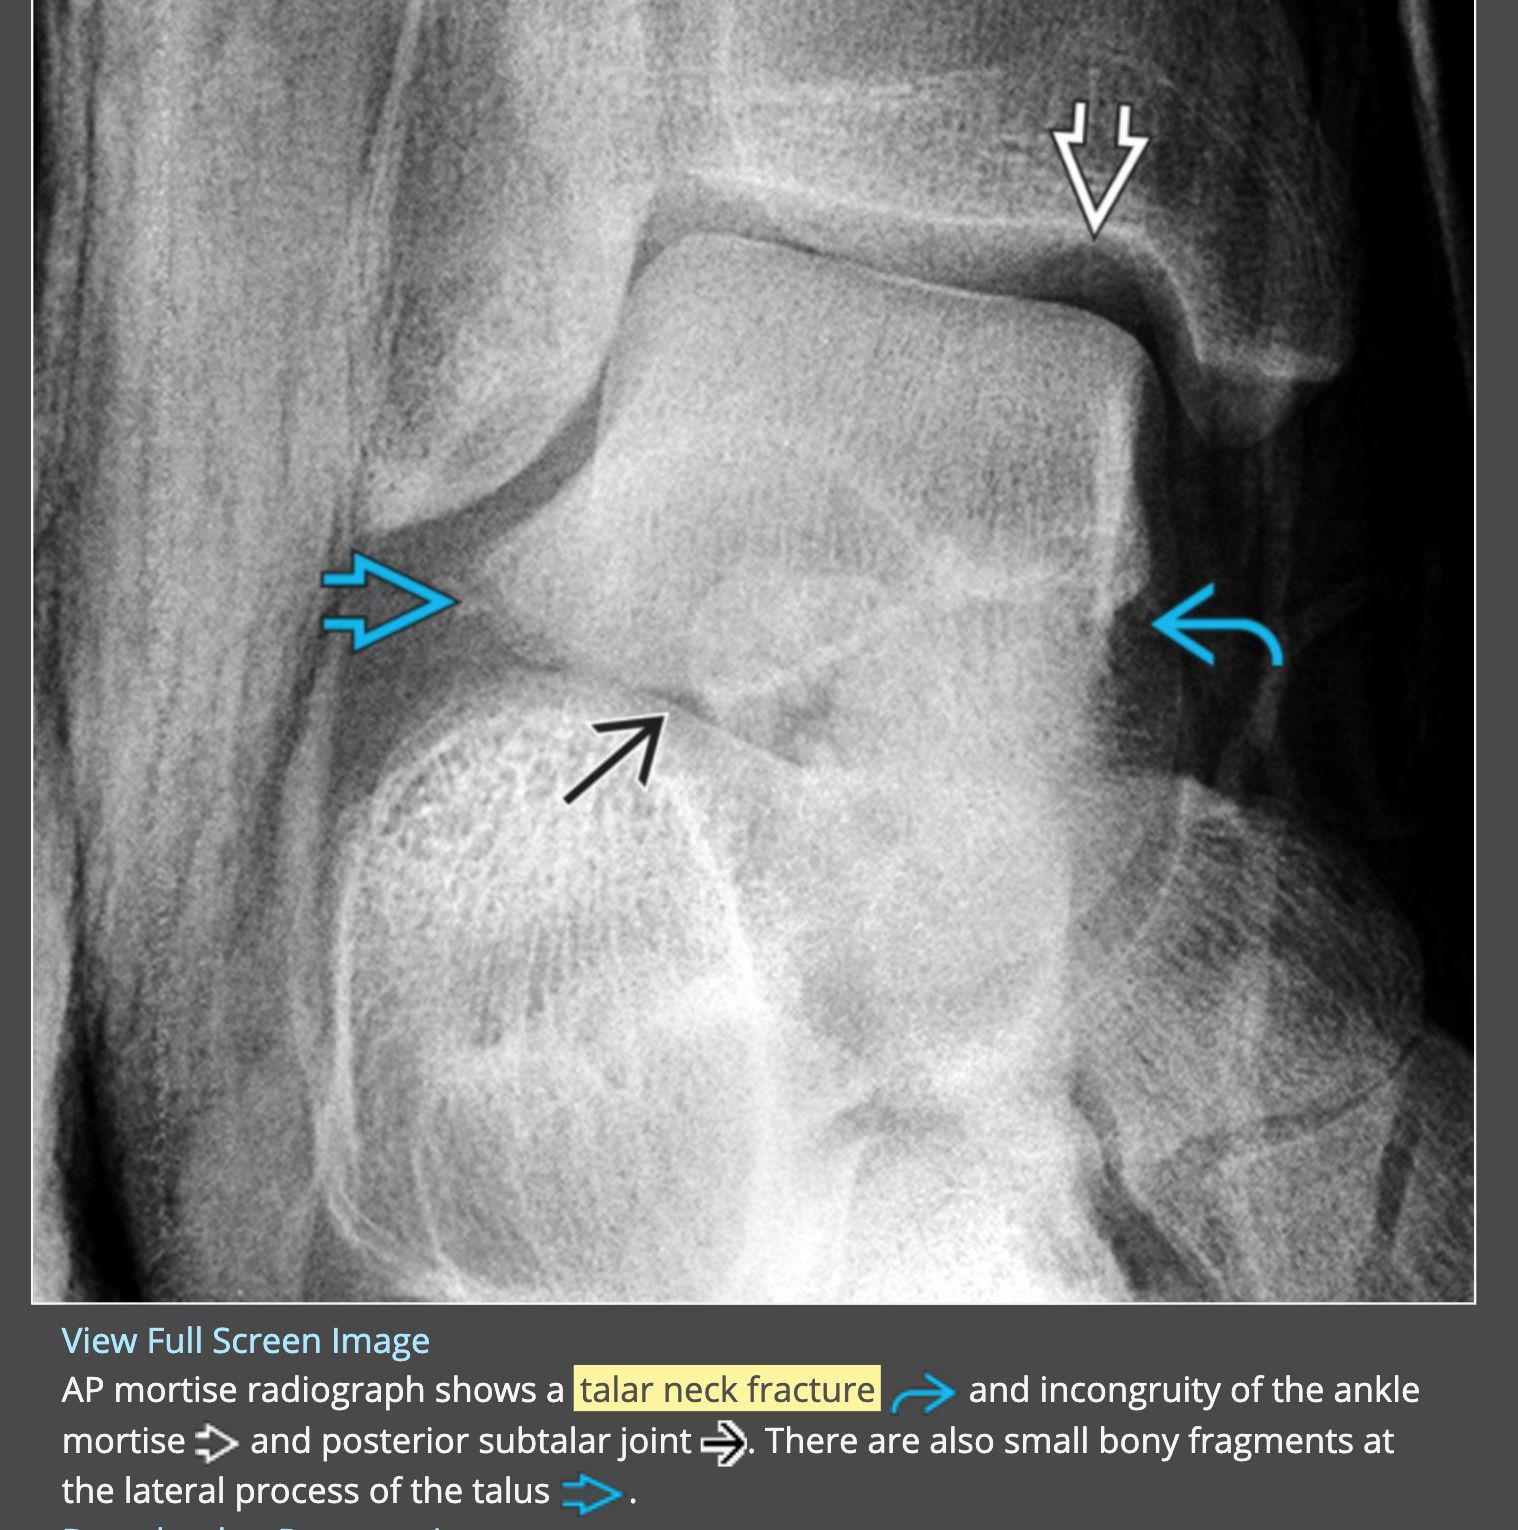 View Full Screen Image
AP mortise radiograph shows a talar neck fracture and incongruity of the ankle
mortise and posterior subtalar joint. There are also small bony fragments at
the lateral process of the talus.